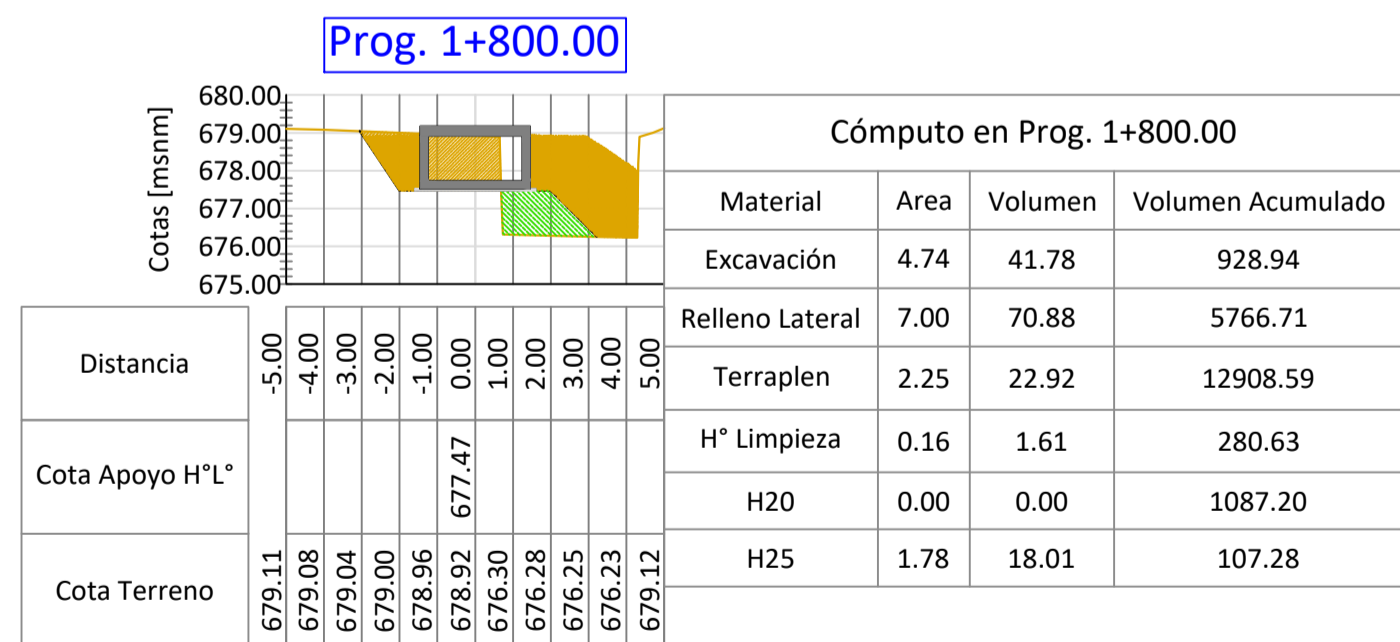 Prog. 1+800.00
Cotas [msnm]
680.00
679.00
678.00
677.00
676.00
675.00
Distancia -5.00 -4.00 -3.00 -2.00 -1.00 0.00 1.00 2.00 3.00 4.00 5.00
Cota Apoyo H°L° 677.47
Cota Terreno 679.11 679.08 679.04 679.00 678.96 678.92 676.30 676.28 676.25 676.23 679.12
Cómputo en Prog. 1+800.00
Material Area Volumen Volumen Acumulado
Excavación 4.74 41.78 928.94
Relleno Lateral 7.00 70.88 5766.71
Terraplen 2.25 22.92 12908.59
H° Limpieza 0.16 1.61 280.63
H20 0.00 0.00 1087.20
H25 1.78 18.01 107.28